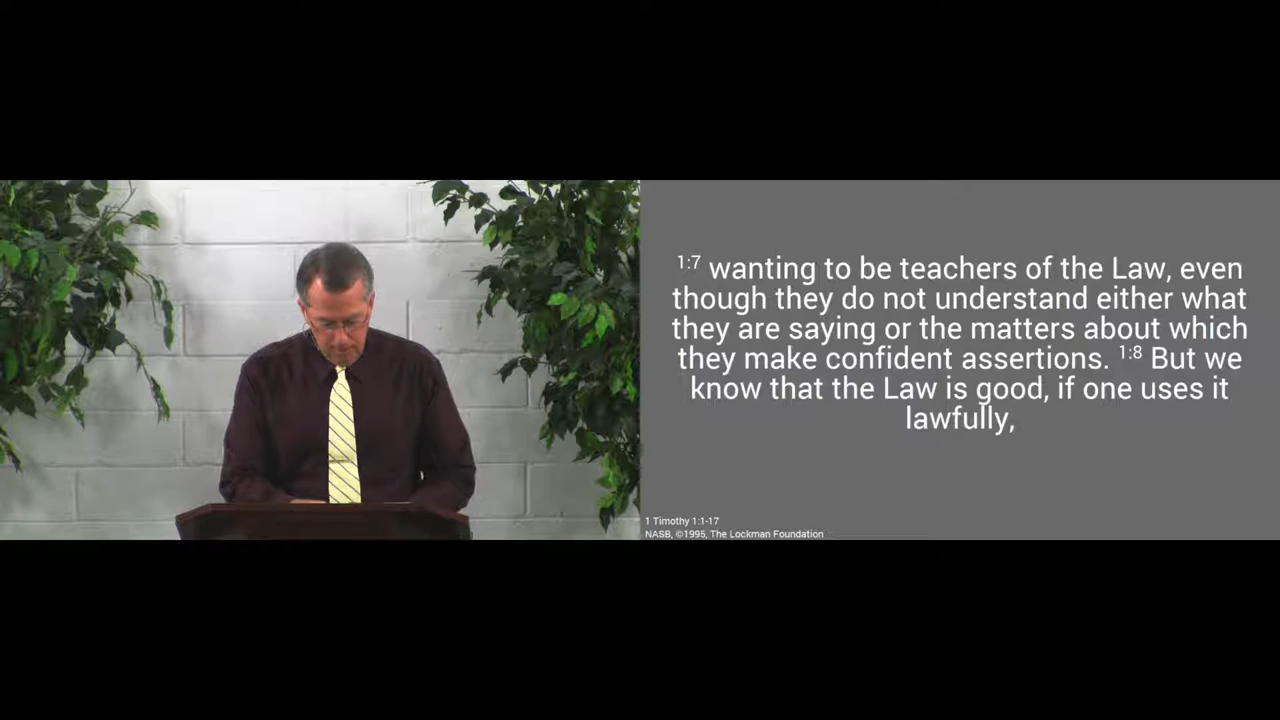 1:7 wanting to be teachers of the Law, even
though they do not understand either what
they are saying or the matters about which
they make confident assertions. 1:8 But we
know that the Law is good, if one uses it
lawfully,
1 Timothy 1:1-17
NASB, ©1995, The Lockman Foundation